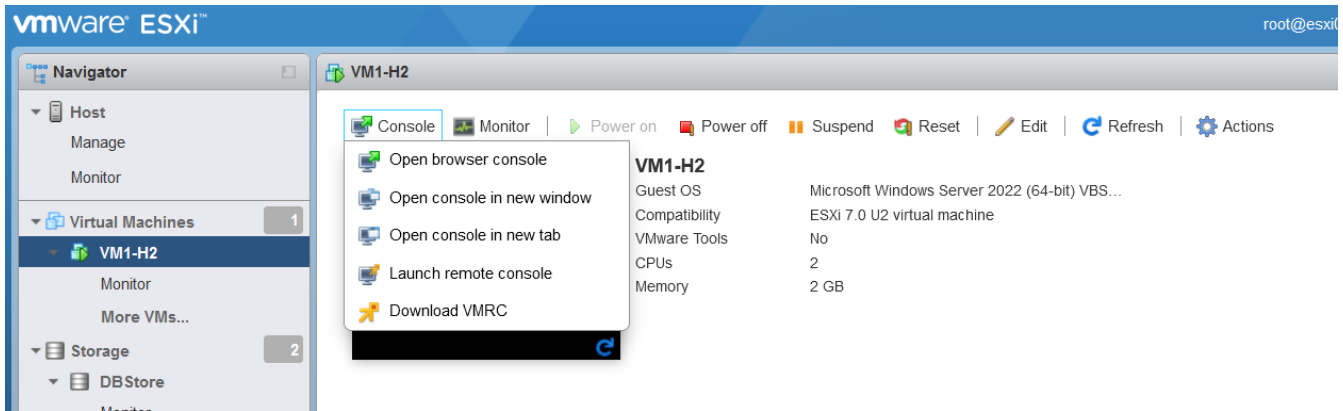 vmware ESXi™
root@esxi0
Navigator
VM1-H2
Host
Manage
Monitor
Virtual Machines 1
VM1-H2
Monitor
More VMs...
Storage 2
DBStore
Monitor
Console Monitor Power on Power off Suspend Reset Edit Refresh Actions
Open browser console
Open console in new window
Open console in new tab
Launch remote console
Download VMRC
VM1-H2
Guest OS Microsoft Windows Server 2022 (64-bit) VBS...
Compatibility ESXi 7.0 U2 virtual machine
VMware Tools No
CPUs 2
Memory 2 GB